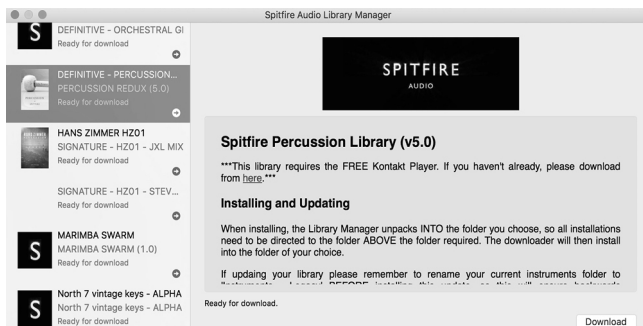 Spitfire Audio Library Manager
DEFINITIVE - ORCHESTRAL GI
Ready for download
DEFINITIVE - PERCUSSION...
PERCUSSION REDUX (5.0)
Ready for download
HANS ZIMMER HZ01
SIGNATURE - HZ01 - JXL MIX
Ready for download
SIGNATURE - HZ01 - STEV...
Ready for download
MARIMBA SWARM
MARIMBA SWARM (1.0)
Ready for download
North 7 vintage keys - ALPHA
North 7 vintage keys - ALPHA
Ready for download
S
S
S
SPITFIRE
AUDIO
Spitfire Percussion Library (v5.0)
***This library requires the FREE Kontakt Player. If you haven't already, please download
from here.***
Installing and Updating
When installing, the Library Manager unpacks INTO the folder you choose, so all installations
need to be directed to the folder ABOVE the folder required. The downloader will then install
into the folder of your choice.
If updaing your library please remember to rename your current instruments folder to
Ready for download.
Download